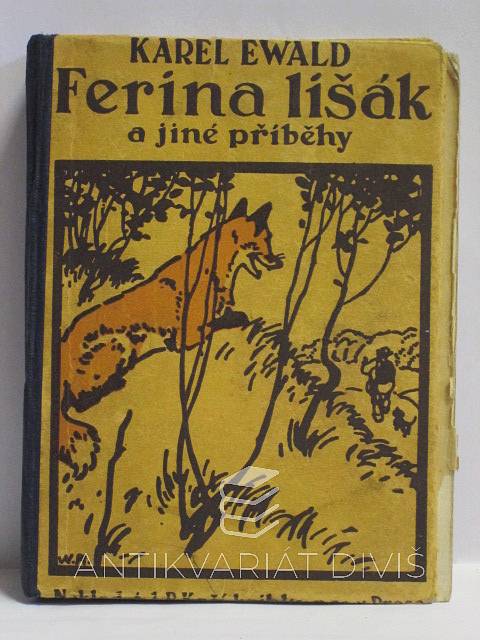 KAREL EWALD
Ferina lišák
a jiné příběhy
ANTIKVARIÁT DIVIŠ